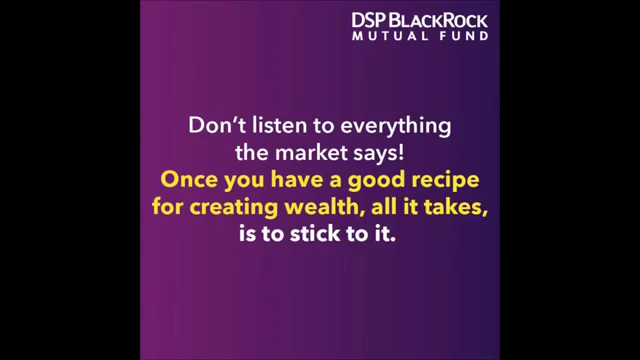 DSP BLACKROCK
MUTUAL FUND
Don't listen to everything
the market says!
Once you have a good recipe
for creating wealth, all it takes,
is to stick to it.